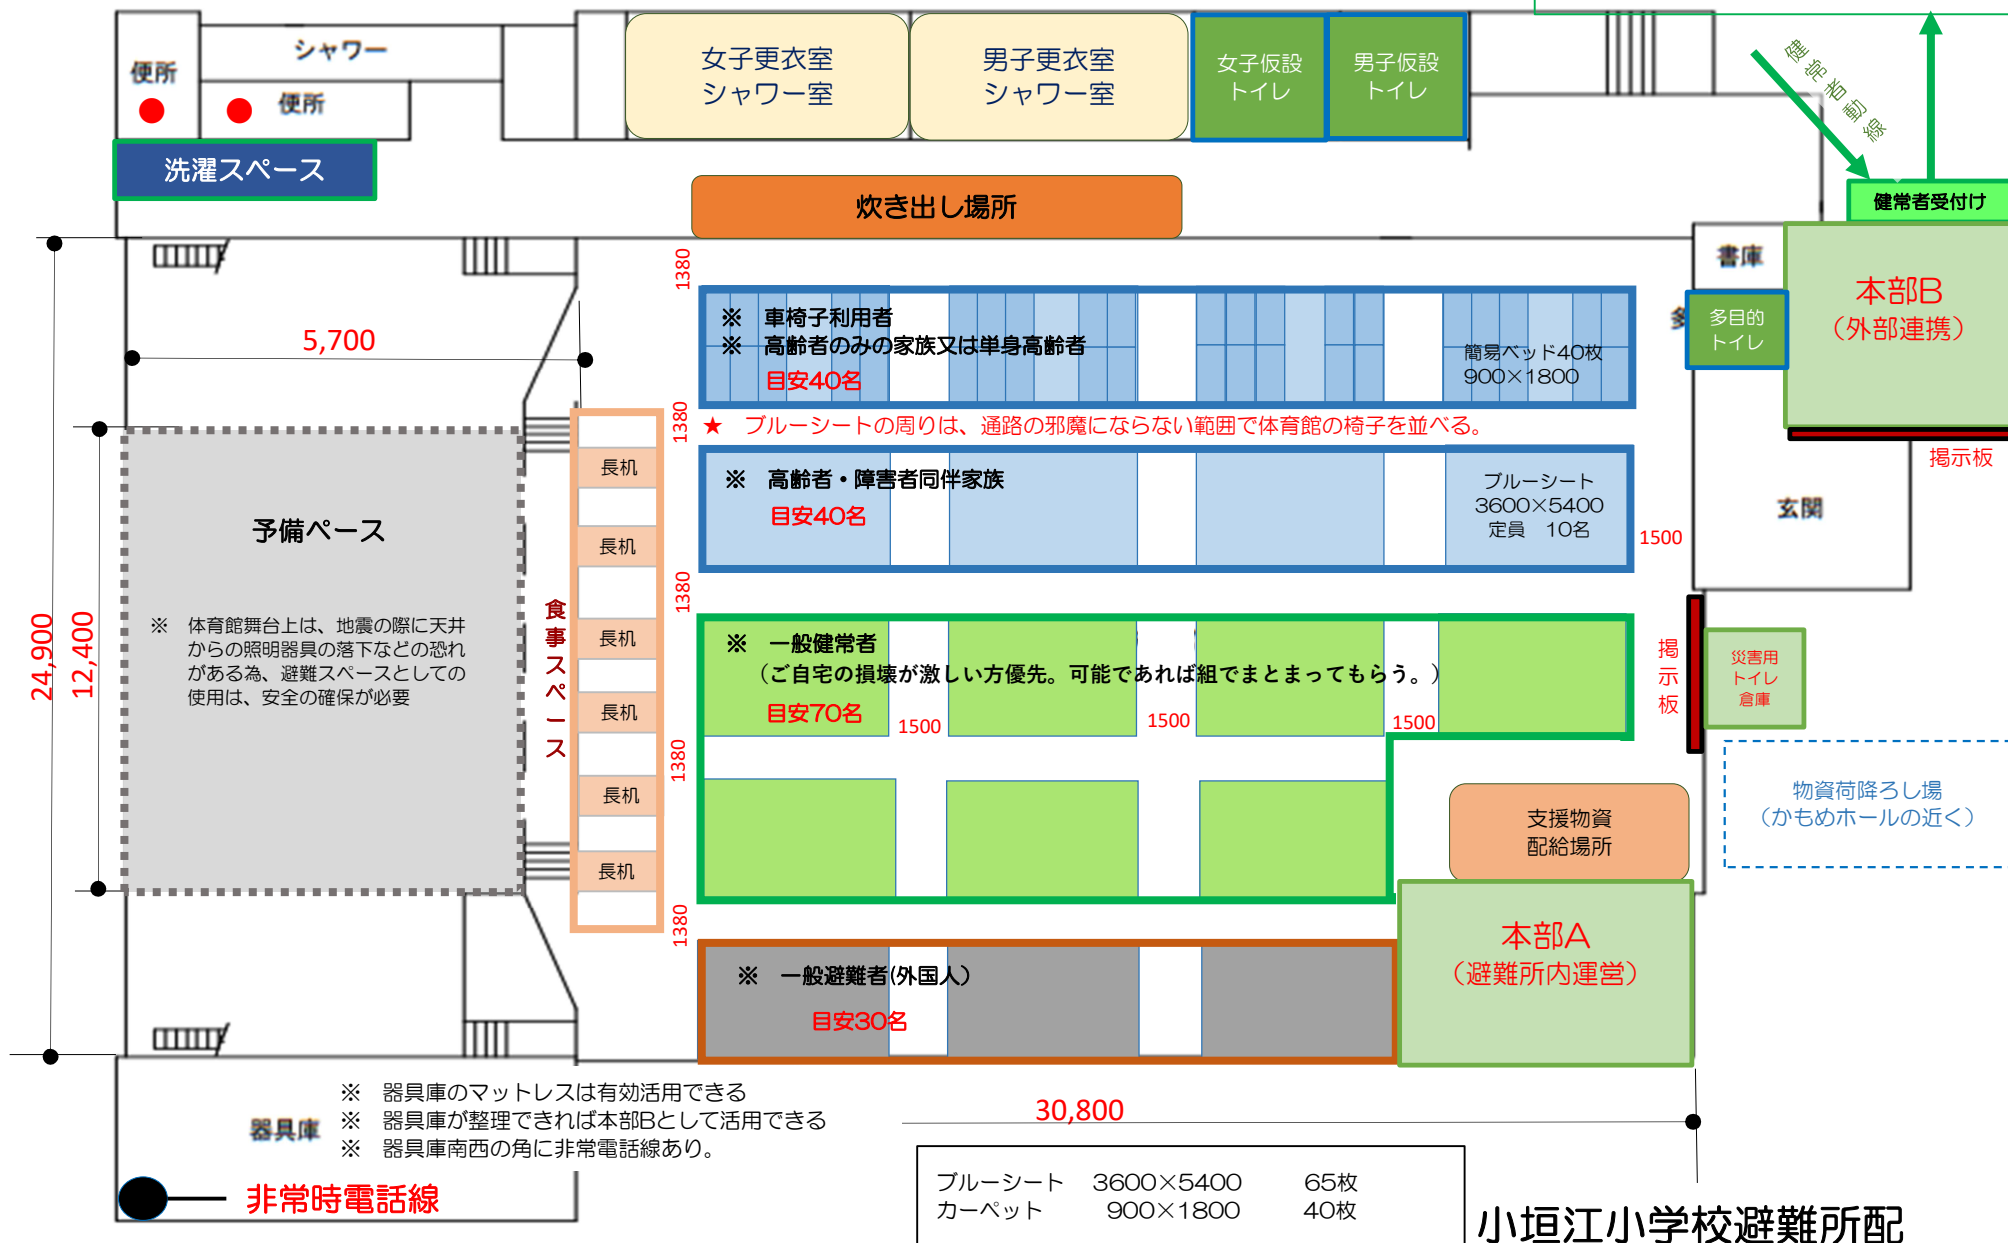 便所
シャワー
便所
女子更衣室
シャワー室
男子更衣室
シャワー室
女子仮設
トイレ
男子仮設
トイレ
健常者動線
洗濯スペース
炊き出し場所
健常者受付け
書庫
本部B
（外部連携）
多
多目的
トイレ
掲示板
玄関
1380
※ 車椅子利用者
※ 高齢者のみの家族又は単身高齢者
目安40名
簡易ベッド40枚
900×1800
5,700
1380
★ ブルーシートの周りは、通路の邪魔にならない範囲で体育館の椅子を並べる。
※ 高齢者・障害者同伴家族
目安40名
ブルーシート
3600×5400
定員 10名
1500
1380
長机
長机
長机
長机
長机
長机
食事スペース
予備ペース
※ 体育館舞台上は、地震の際に天井
からの照明器具の落下などの恐れ
がある為、避難スペースとしての
使用は、安全の確保が必要
24,900
12,400
※ 一般健常者
（ご自宅の損壊が激しい方優先。可能であれば組でまとまってもらう。）
目安70名
1500
1500
1500
1380
掲示板
災害用
トイレ
倉庫
物資荷降ろし場
（かもめホールの近く）
支援物資
配給場所
1380
※ 一般避難者(外国人）
目安30名
本部A
（避難所内運営）
器具庫
※ 器具庫のマットレスは有効活用できる
※ 器具庫が整理できれば本部Bとして活用できる
※ 器具庫南西の角に非常電話線あり。
30,800
非常時電話線
ブルーシート 3600×5400 65枚
カーペット 900×1800 40枚
小垣江小学校避難所配